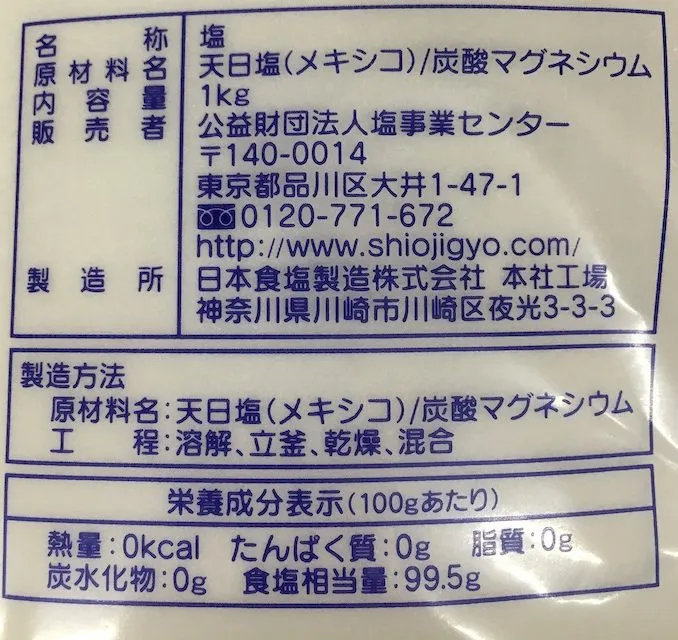 名称 塩
原材料名 天日塩(メキシコ)/炭酸マグネシウム
内容量 1kg
販売者 公益財団法人塩事業センター
〒140-0014
東京都品川区大井1-47-1
0120-771-672
http://www.shiojigyo.com/
製造所 日本食塩製造株式会社 本社工場
神奈川県川崎市川崎区夜光3-3-3
製造方法
原材料名:天日塩(メキシコ)/炭酸マグネシウム
工程:溶解、立釜、乾燥、混合
栄養成分表示(100gあたり)
熱量:0kcal たんぱく質:0g 脂質:0g
炭水化物:0g 食塩相当量:99.5g